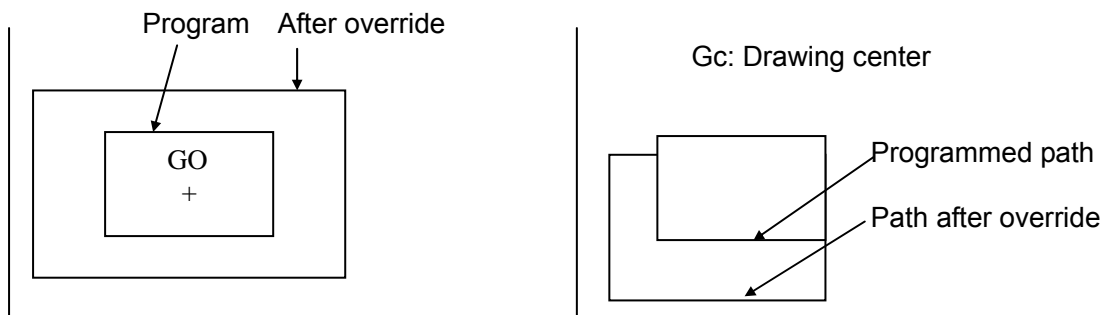 Program After override
GO
+
Gc: Drawing center
Programmed path
Path after override